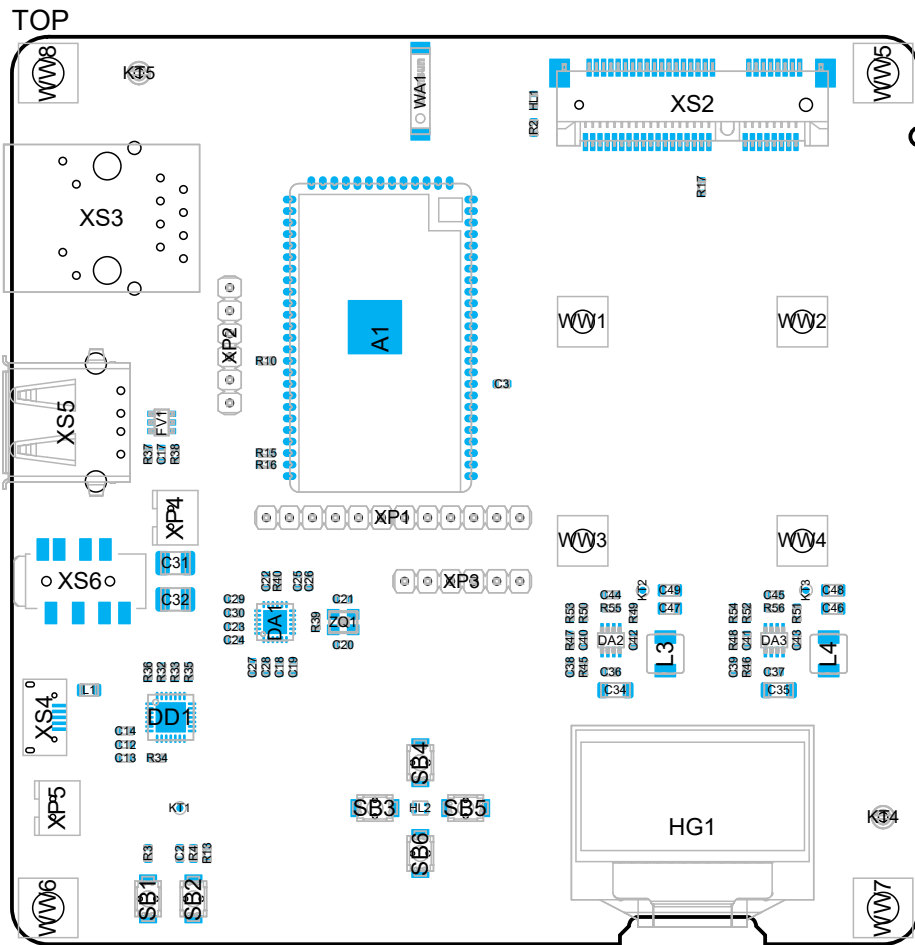 TOP
WW8
KT5
WA1
HL1
R2
XS2
WW5
R17
XS3
XP2
A1
WW1
WW2
R10
C3
XS5
FV1
R37
C17
R38
R15
R16
XP4
XP1
WW3
WW4
C31
XS6
C32
XP3
C22
R40
C25
C26
C29
C30
C23
C24
DA1
R39
C21
ZQ1
C20
C27
C28
C18
C19
KT2
C49
C44
R53
R50
R55
R49
C47
R47
C40
DA2
C42
L3
C38
R45
C36
C34
KT3
C48
C45
R54
R52
R56
R51
C46
R48
C41
DA3
C43
L4
C39
R46
C37
C35
R36
R32
R33
R35
L1
XS4
DD1
C14
C12
C13
R34
XP5
KT1
SB4
SB3
HL2
SB5
SB6
HG1
KT4
R3
C2
R4
R13
WW6
SB1
SB2
WW7